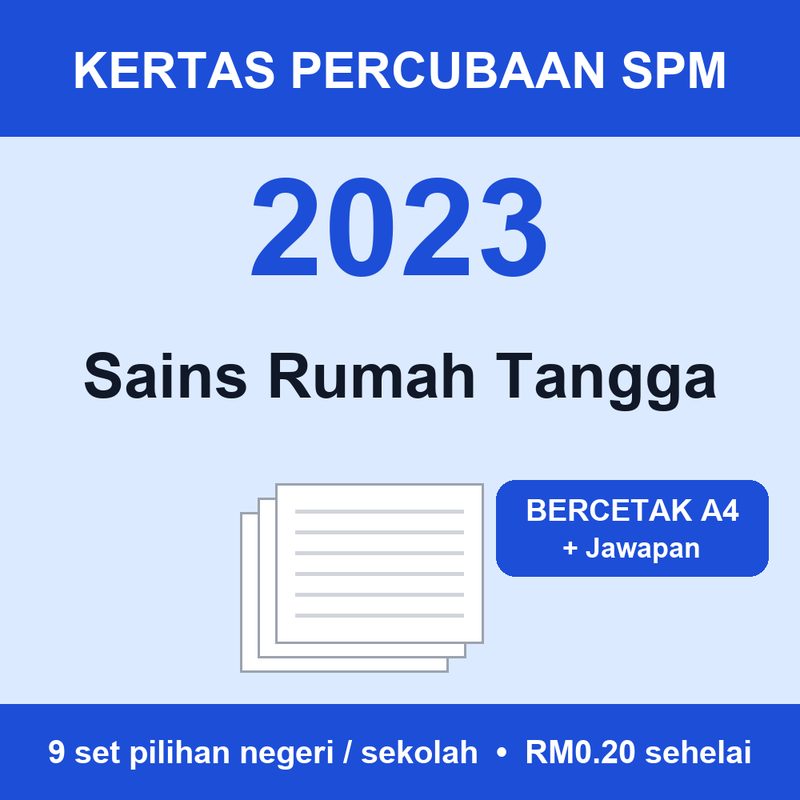 KERTAS PERCUBAAN SPM
2023
Sains Rumah Tangga
BERCETAK A4
+ Jawapan
9 set pilihan negeri / sekolah • RM0.20 sehelai